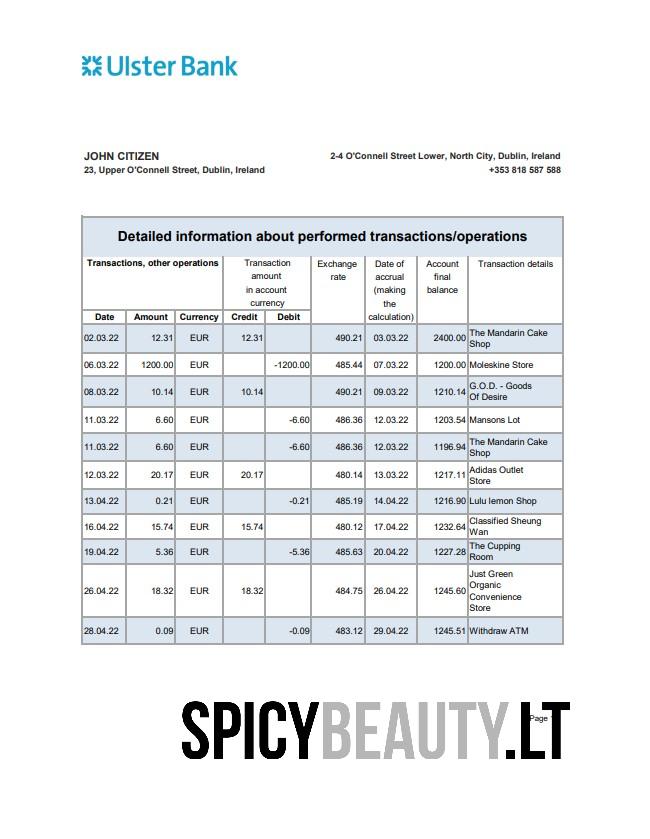 Ulster Bank
JOHN CITIZEN
23, Upper O'Connell Street, Dublin, Ireland
2-4 O'Connell Street Lower, North City, Dublin, Ireland
+353 818 587 588
Detailed information about performed transactions/operations
Transactions, other operations
Transaction
amount
in account
currency
Exchange
rate
Date of
accrual
(making
the
calculation)
Account
final
balance
Transaction details
Date Amount Currency Credit Debit
02.03.22 12.31 EUR 12.31 490.21 03.03.22 2400.00 The Mandarin Cake
Shop
06.03.22 1200.00 EUR -1200.00 485.44 07.03.22 1200.00 Moleskine Store
08.03.22 10.14 EUR 10.14 490.21 09.03.22 1210.14 G.O.D. - Goods
Of Desire
11.03.22 6.60 EUR -6.60 486.36 12.03.22 1203.54 Mansons Lot
11.03.22 6.60 EUR -6.60 486.36 12.03.22 1196.94 The Mandarin Cake
Shop
12.03.22 20.17 EUR 20.17 480.14 13.03.22 1217.11 Adidas Outlet
Store
13.04.22 0.21 EUR -0.21 485.19 14.04.22 1216.90 Lulu lemon Shop
16.04.22 15.74 EUR 15.74 480.12 17.04.22 1232.64 Classified Sheung
Wan
19.04.22 5.36 EUR -5.36 485.63 20.04.22 1227.28 The Cupping
Room
26.04.22 18.32 EUR 18.32 484.75 26.04.22 1245.60 Just Green
Organic
Convenience
Store
28.04.22 0.09 EUR -0.09 483.12 29.04.22 1245.51 Withdraw ATM
Page
SPICYBEAUTY.LT